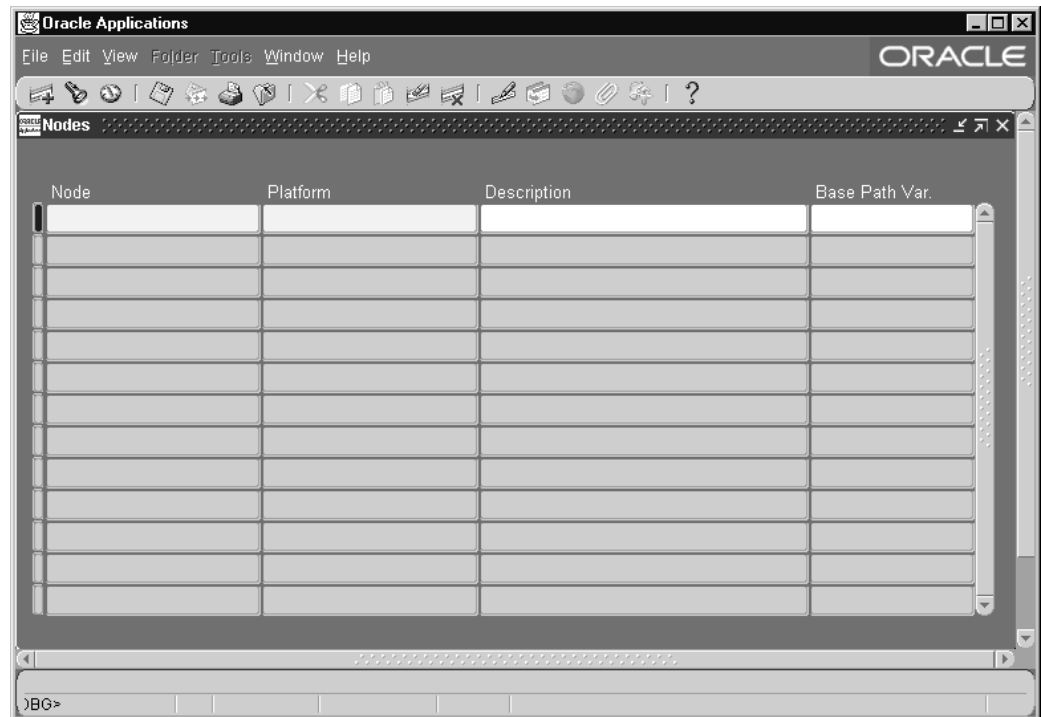 Oracle Applications
File Edit View Folder Tools Window Help
ORACLE
?
Nodes
Node Platform Description Base Path Var.
)BG>